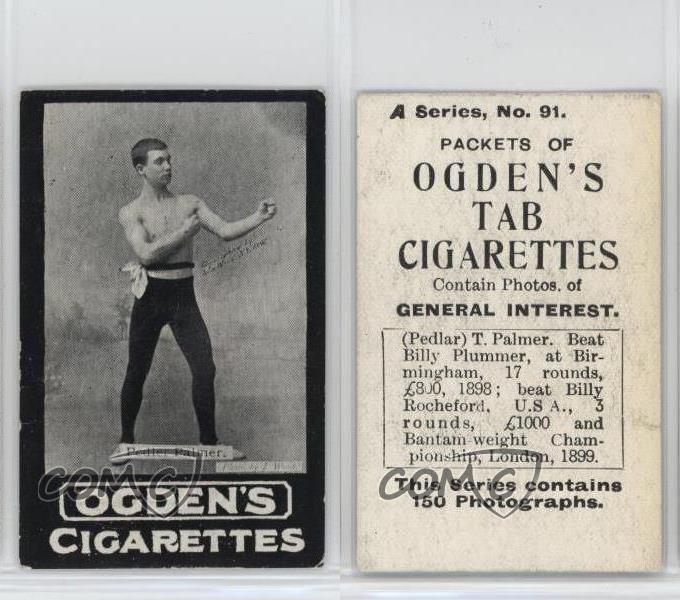 Pedler Palmer.
OGDEN'S
CIGARETTES
A Series, No. 91.
PACKETS OF
OGDEN'S
TAB
CIGARETTES
Contain Photos. of
GENERAL INTEREST.
(Pedlar) T. Palmer. Beat
Billy Plummer, at Bir-
mingham, 17 rounds,
£800, 1898; beat Billy
Rocheford, U.S A., 3
rounds, £1000 and
Bantam-weight Cham-
pionship, London, 1899.
This Series contains
150 Photographs.
COMC
COMC